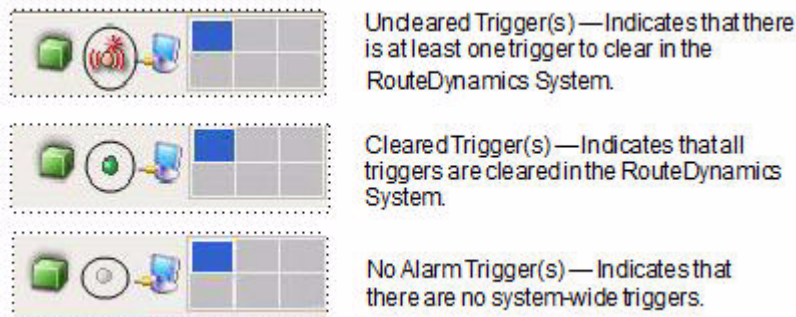 Uncleared Trigger(s) — Indicates that there
is at least one trigger to clear in the
RouteDynamics System.
Cleared Trigger(s) — Indicates that all
triggers are cleared in the RouteDynamics
System.
No Alarm Trigger(s) — Indicates that
there are no system-wide triggers.